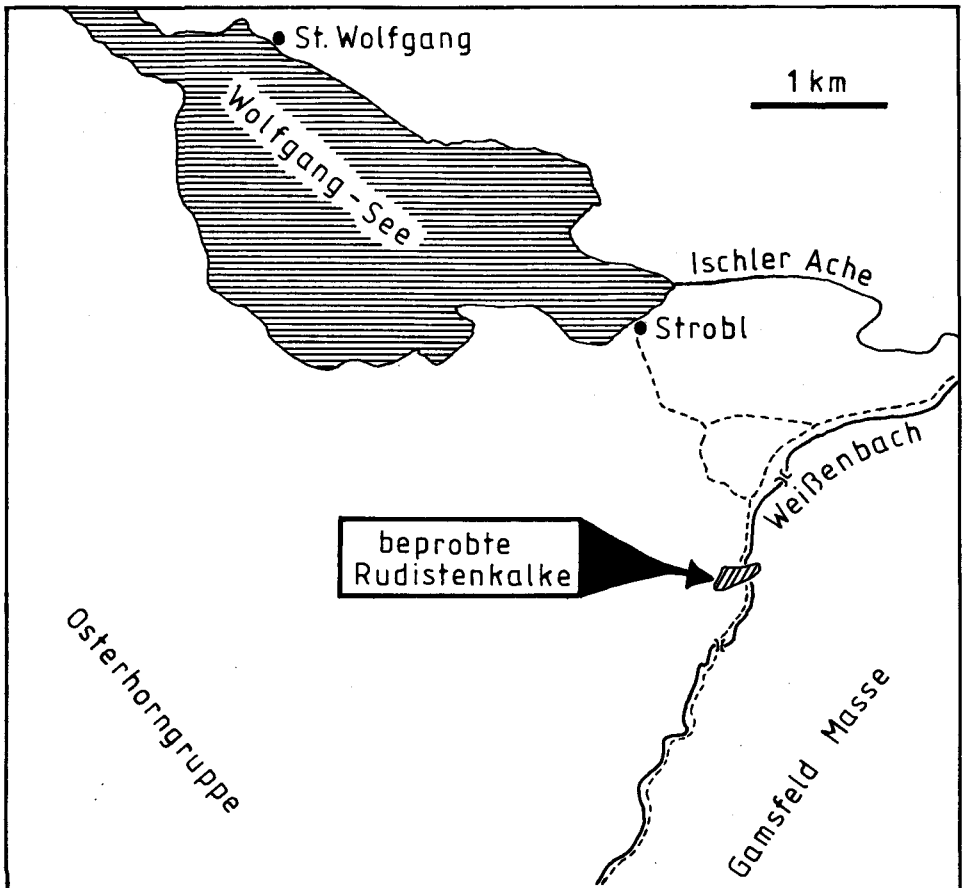 St. Wolfgang
1 km
Wolfgang-See
Ischler Ache
Strobl
Weißenbach
beprobte
Rudistenkalke
Osterhorngruppe
Gamsfeld Masse